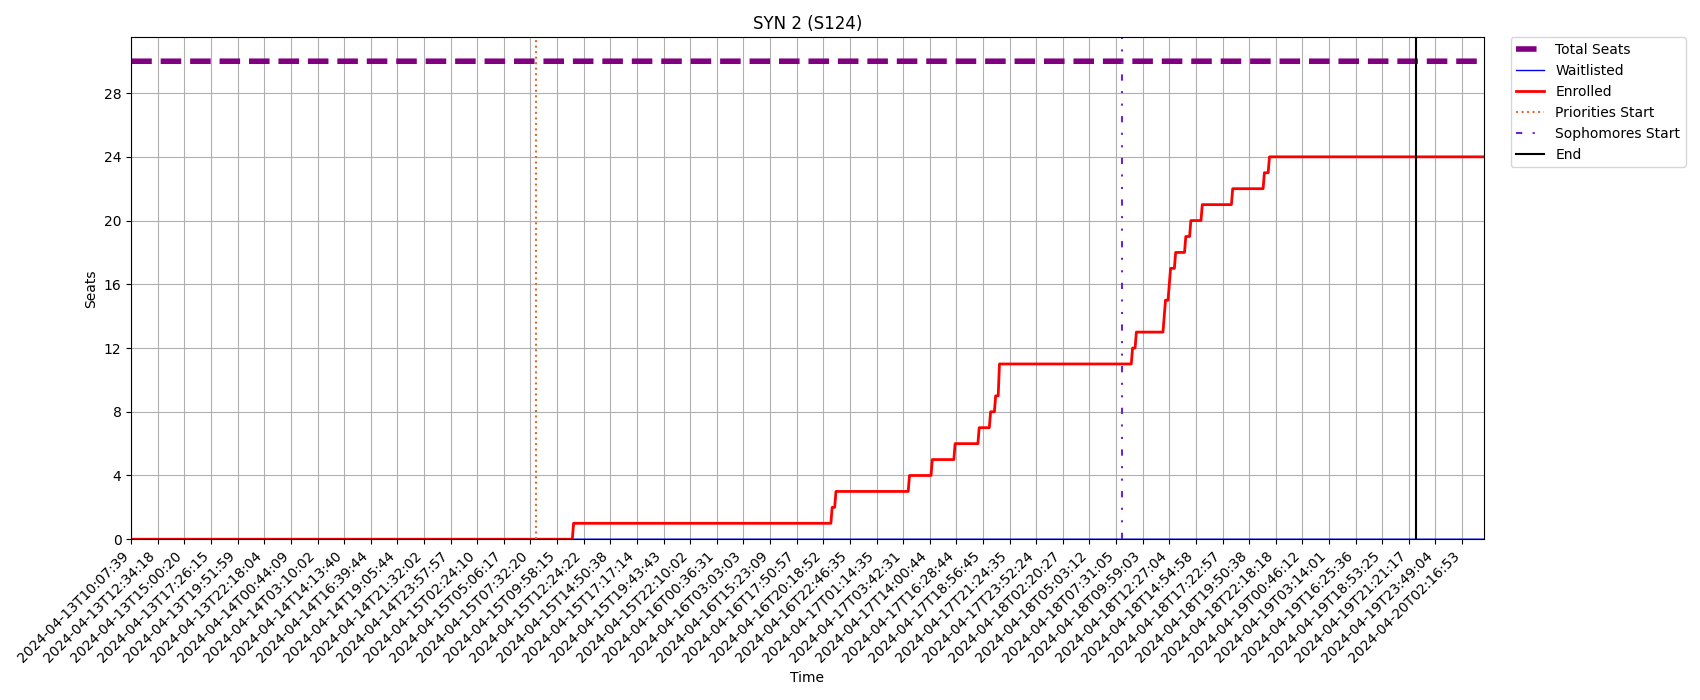 SYN 2 (S124)
Total Seats
Waitlisted
Enrolled
Priorities Start
Sophomores Start
End
Seats
28
24
20
16
12
8
4
0
2024-04-13T10:07:39
2024-04-13T12:34:18
2024-04-13T15:00:20
2024-04-13T17:26:15
2024-04-13T19:51:59
2024-04-13T22:18:04
2024-04-14T00:44:09
2024-04-14T03:10:02
2024-04-14T14:13:40
2024-04-14T16:39:44
2024-04-14T19:05:44
2024-04-14T21:32:02
2024-04-14T23:57:57
2024-04-15T02:24:10
2024-04-15T05:06:17
2024-04-15T07:32:20
2024-04-15T09:58:15
2024-04-15T12:24:22
2024-04-15T14:50:38
2024-04-15T17:17:14
2024-04-15T19:43:43
2024-04-15T22:10:02
2024-04-16T00:36:31
2024-04-16T03:03:03
2024-04-16T15:23:09
2024-04-16T17:50:57
2024-04-16T20:18:52
2024-04-16T22:46:35
2024-04-17T01:14:35
2024-04-17T03:42:31
2024-04-17T14:00:44
2024-04-17T16:28:44
2024-04-17T18:56:45
2024-04-17T21:24:35
2024-04-17T23:52:24
2024-04-18T02:20:27
2024-04-18T05:03:12
2024-04-18T07:31:05
2024-04-18T09:59:03
2024-04-18T12:27:04
2024-04-18T14:54:58
2024-04-18T17:22:57
2024-04-18T19:50:38
2024-04-18T22:18:18
2024-04-19T00:46:12
2024-04-19T03:14:01
2024-04-19T16:25:36
2024-04-19T18:53:25
2024-04-19T21:21:17
2024-04-19T23:49:04
2024-04-20T02:16:53
Time